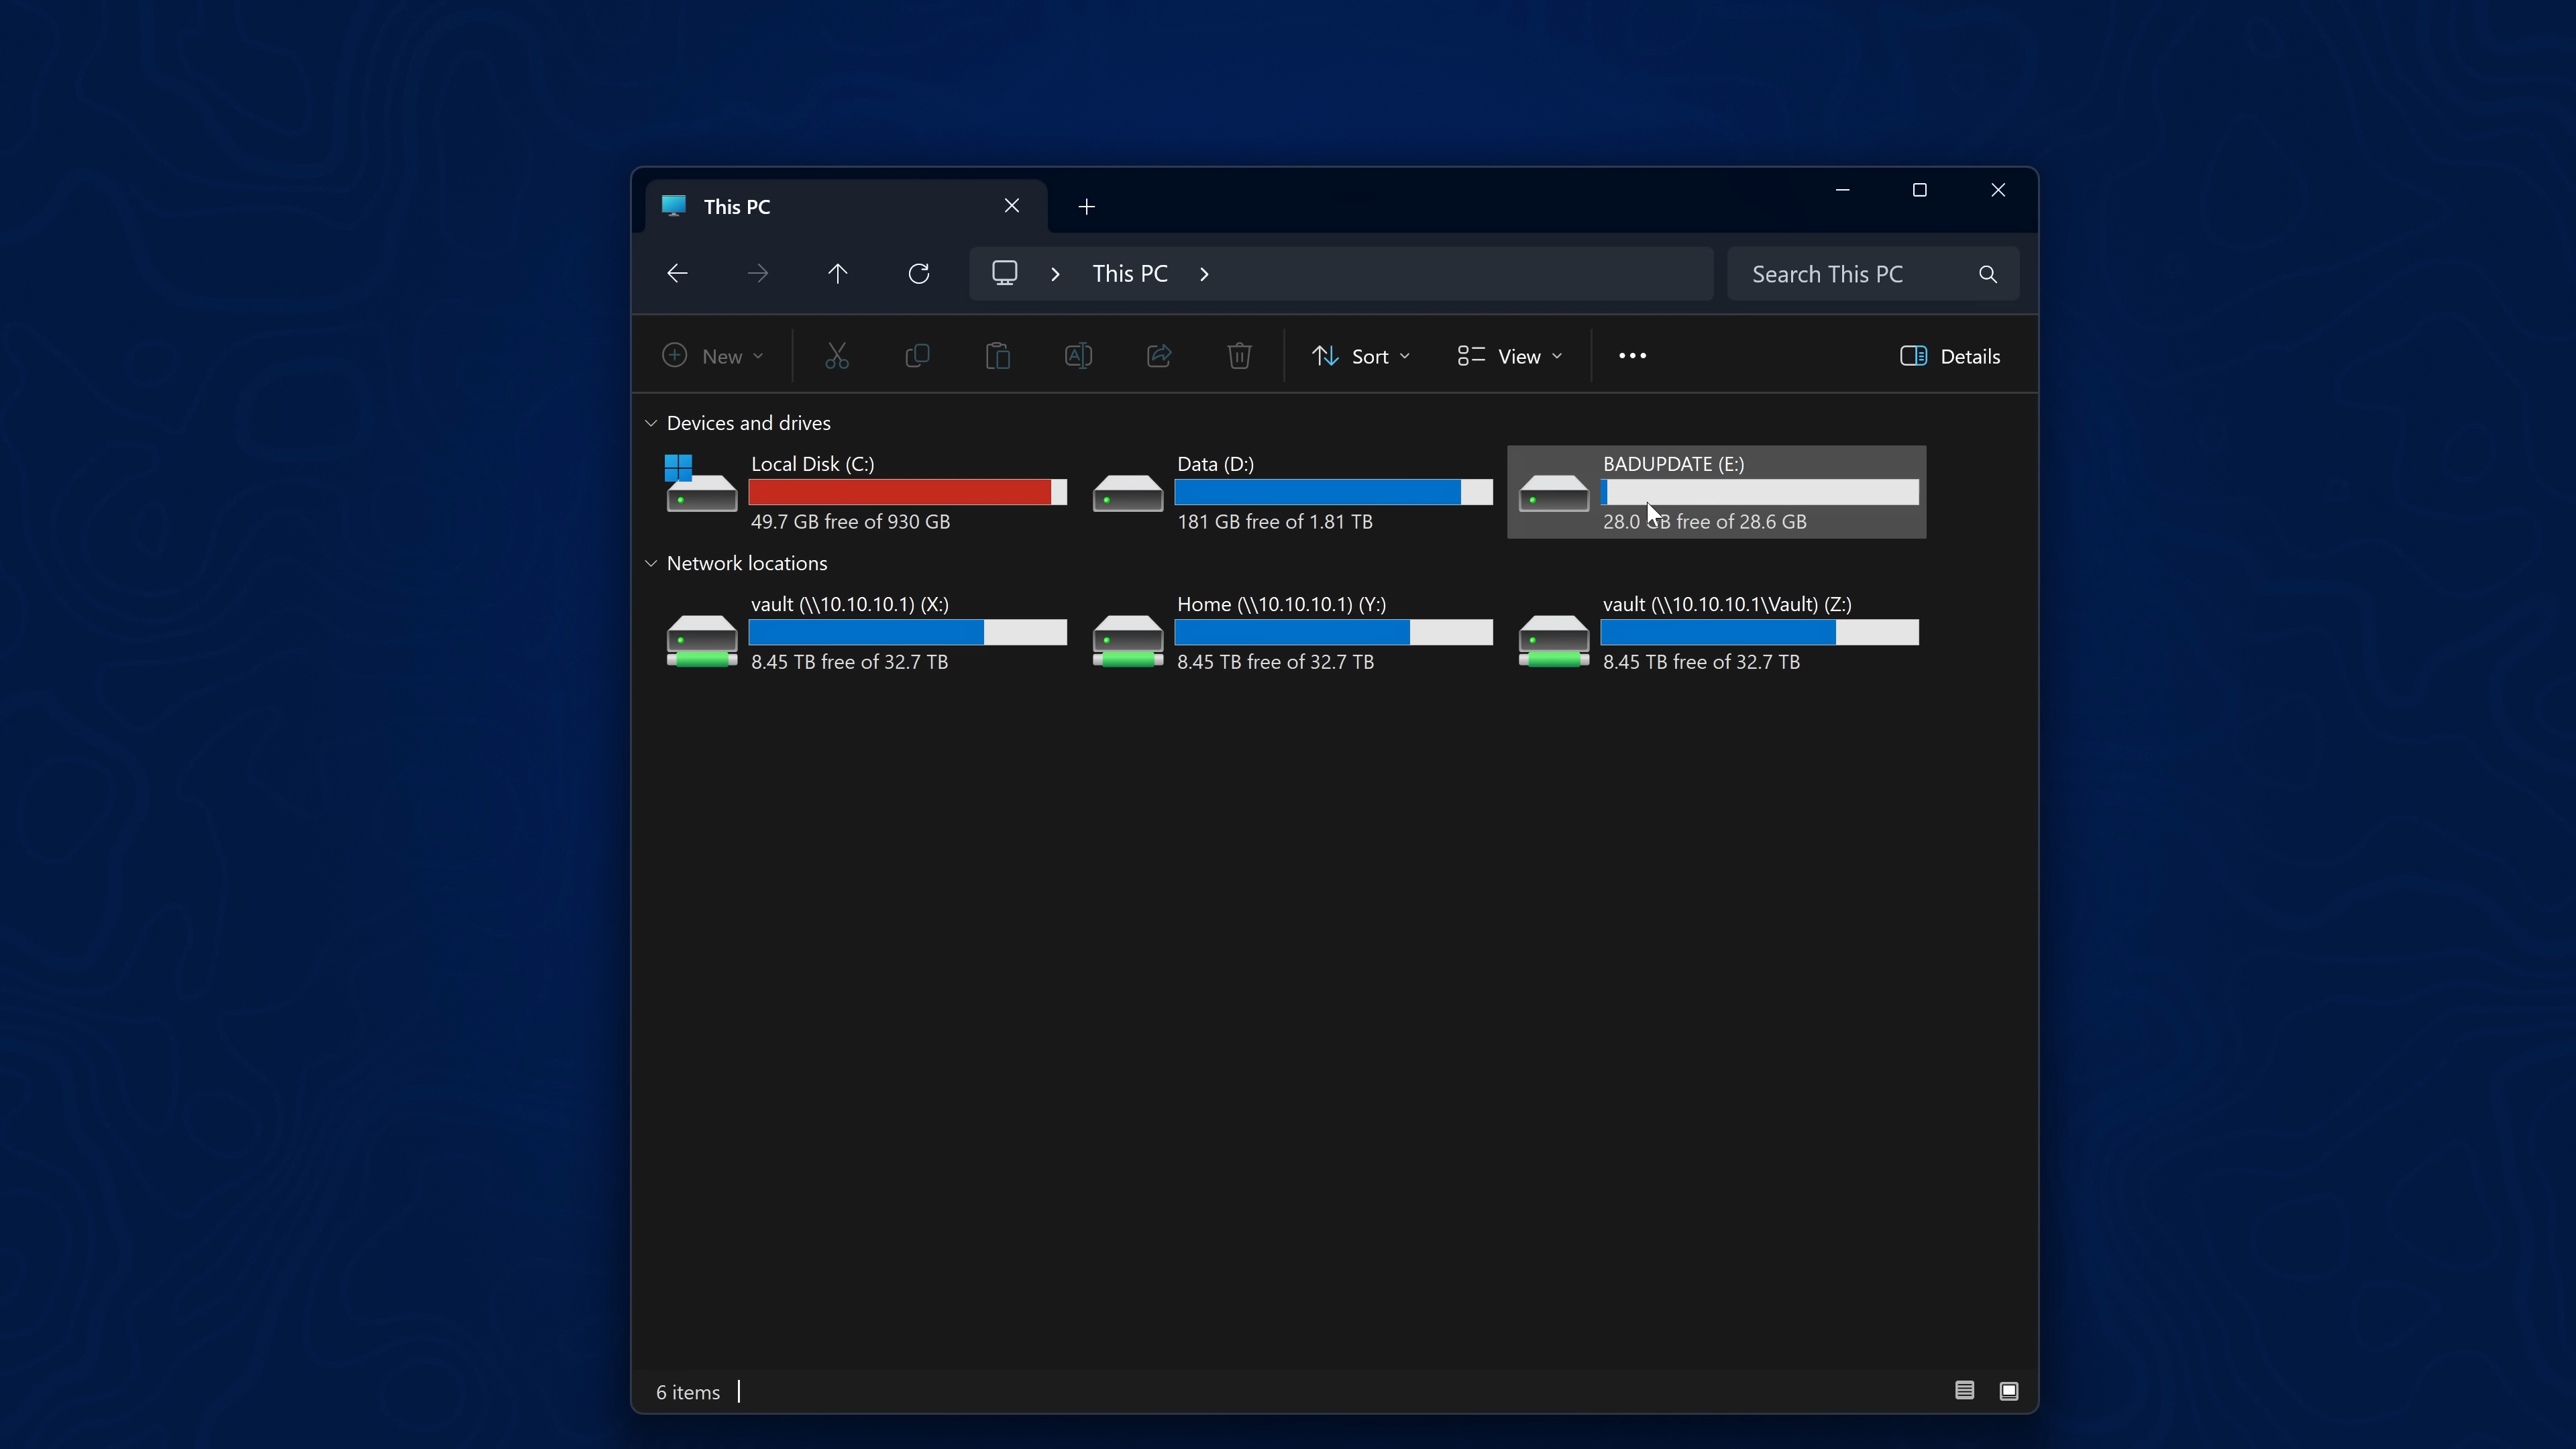 This PC
This PC
Search This PC
New
Sort
View
Details
Devices and drives
Local Disk (C:)
49.7 GB free of 930 GB
Data (D:)
181 GB free of 1.81 TB
BADUPDATE (E:)
28.0 GB free of 28.6 GB
Network locations
vault (\\10.10.10.1) (X:)
8.45 TB free of 32.7 TB
Home (\\10.10.10.1) (Y:)
8.45 TB free of 32.7 TB
vault (\\10.10.10.1\Vault) (Z:)
8.45 TB free of 32.7 TB
6 items